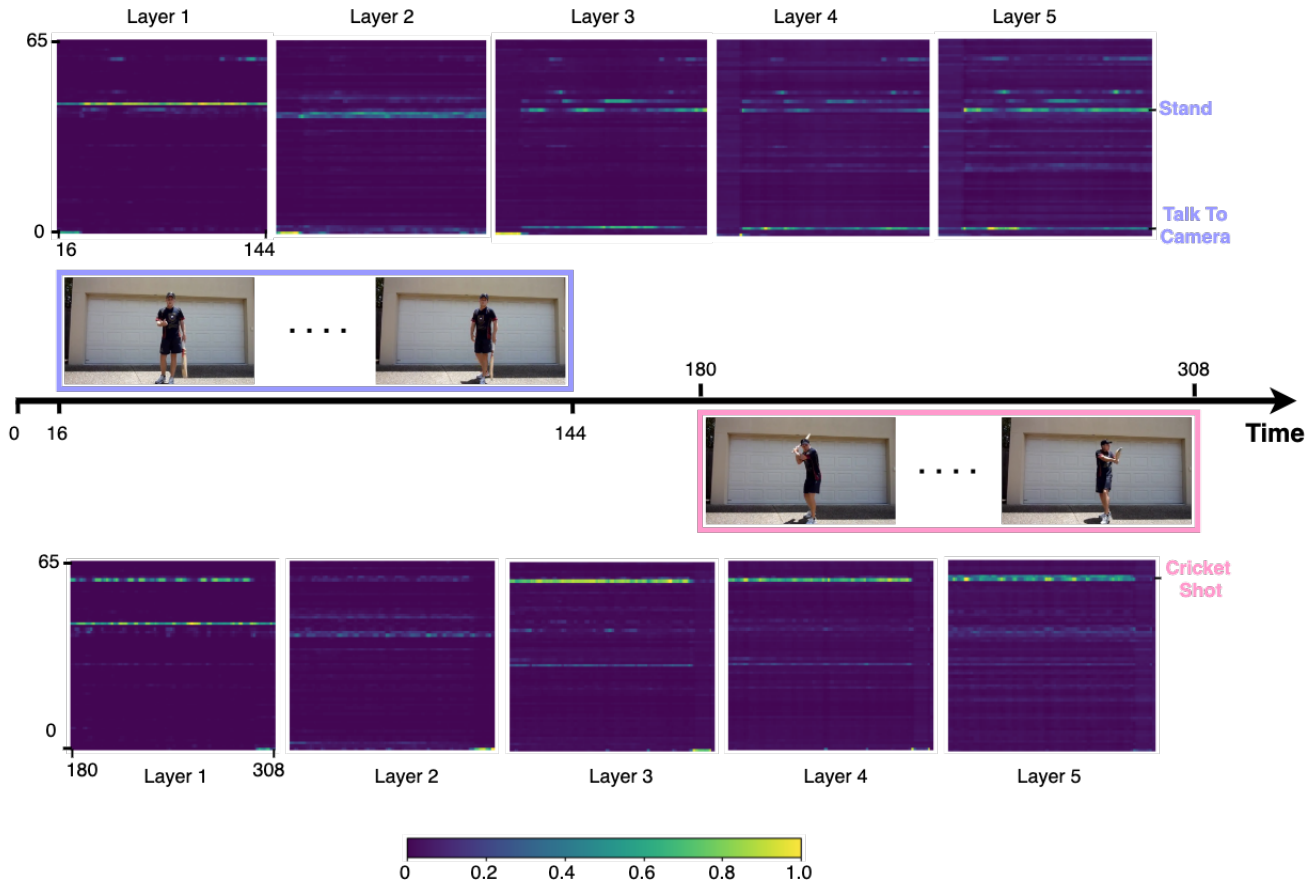 Layer 1
Layer 2
Layer 3
Layer 4
Layer 5
65
Stand
Talk To
Camera
0
16
144
. . . .
180
308
0
16
144
Time
. . . .
65
Cricket
Shot
0
180
308
Layer 1
Layer 2
Layer 3
Layer 4
Layer 5
0
0.2
0.4
0.6
0.8
1.0